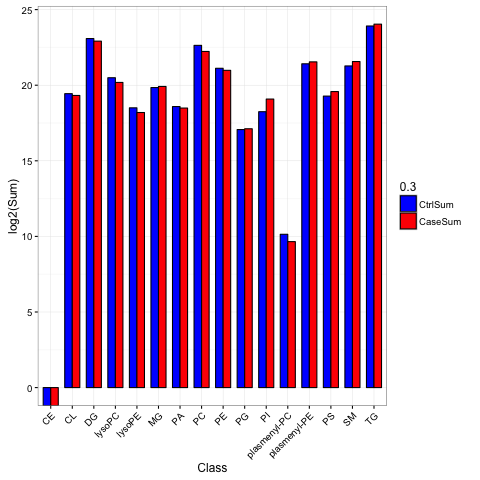 25
20
15
10
5
0
log2(Sum)
CE
CL
DG
lysoPC
lysoPE
MG
PA
PC
PE
PG
PI
plasmenyl-PC
plasmenyl-PE
PS
SM
TG
Class
0.3
CtrlSum
CaseSum